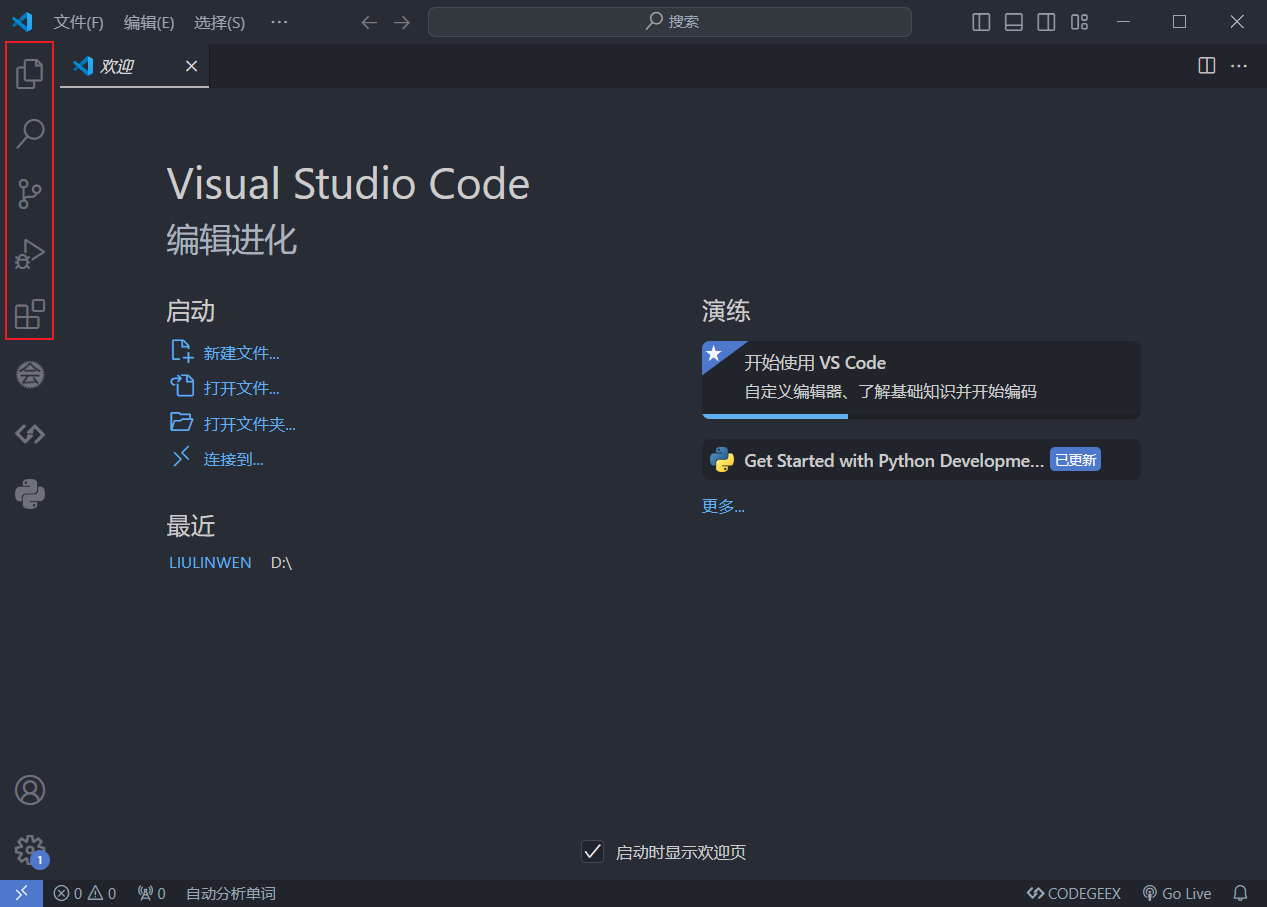 文件(F) 编辑(E) 选择(S) ··· 搜索
欢迎
Visual Studio Code
编辑进化
启动
新建文件...
打开文件...
打开文件夹...
连接到...
最近
LIULINWEN D:\
演练
开始使用 VS Code
自定义编辑器、了解基础知识并开始编码
Get Started with Python Developme... 已更新
更多...
会
1
启动时显示欢迎页
0 0 0 自动分析单词 CODEGEEX Go Live